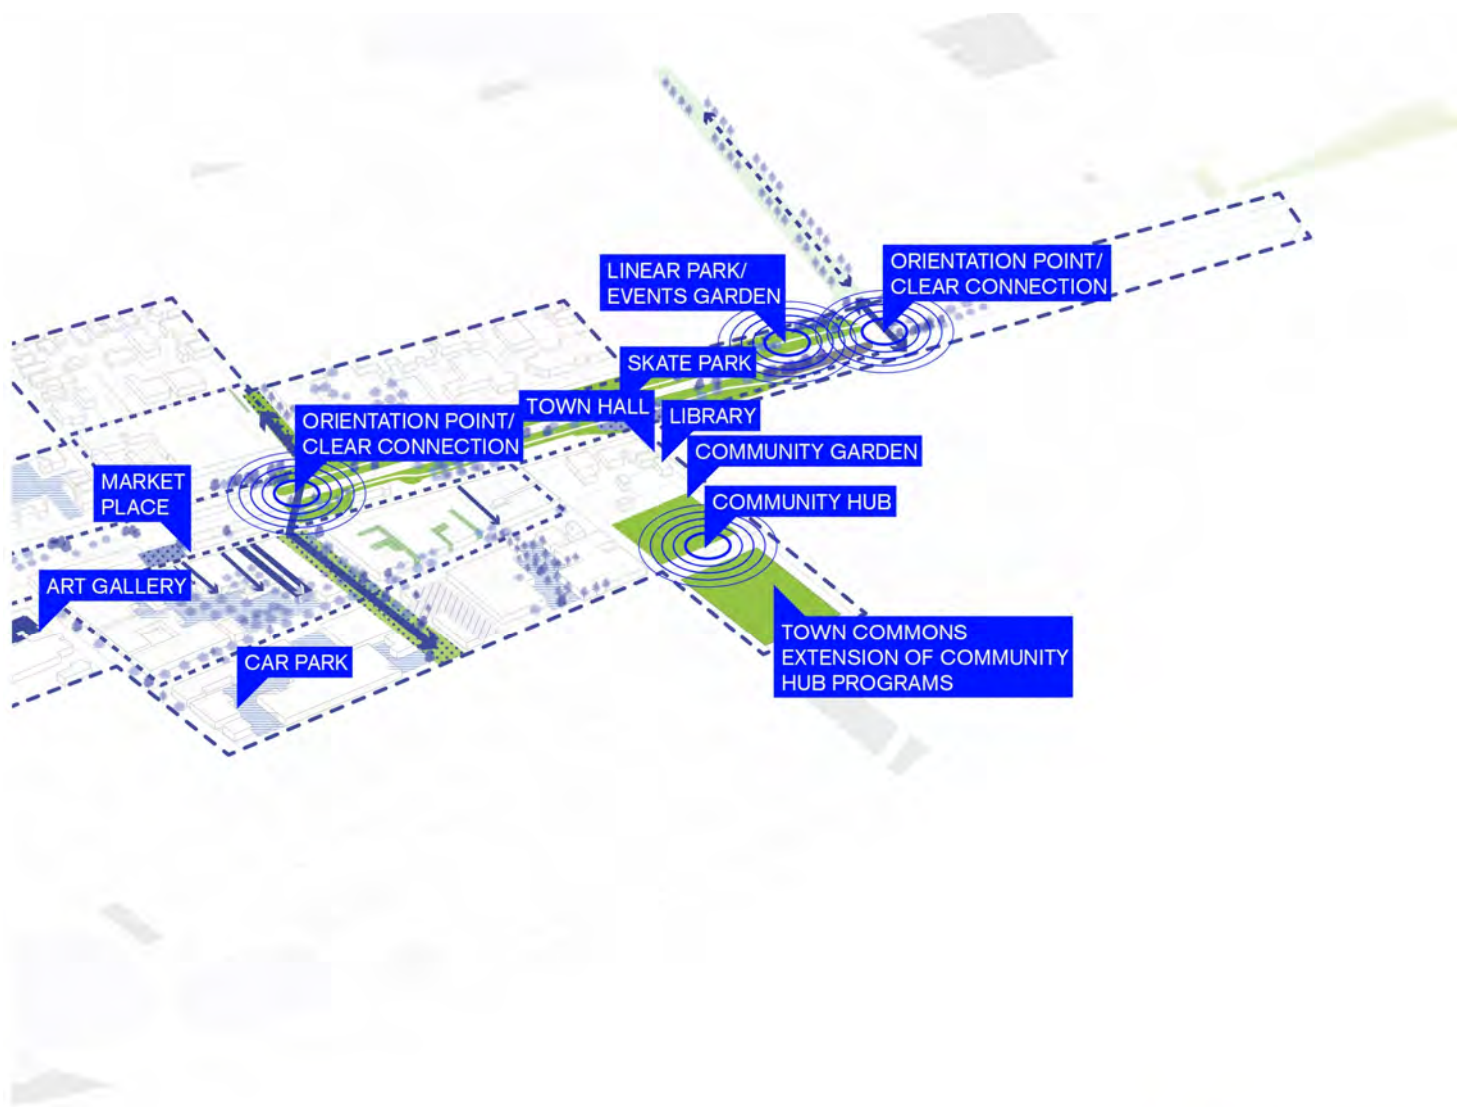 LINEAR PARK/
EVENTS GARDEN
ORIENTATION POINT/
CLEAR CONNECTION
SKATE PARK
TOWN HALL
LIBRARY
ORIENTATION POINT/
CLEAR CONNECTION
COMMUNITY GARDEN
MARKET
PLACE
COMMUNITY HUB
ART GALLERY
TOWN COMMONS
EXTENSION OF COMMUNITY
HUB PROGRAMS
CAR PARK